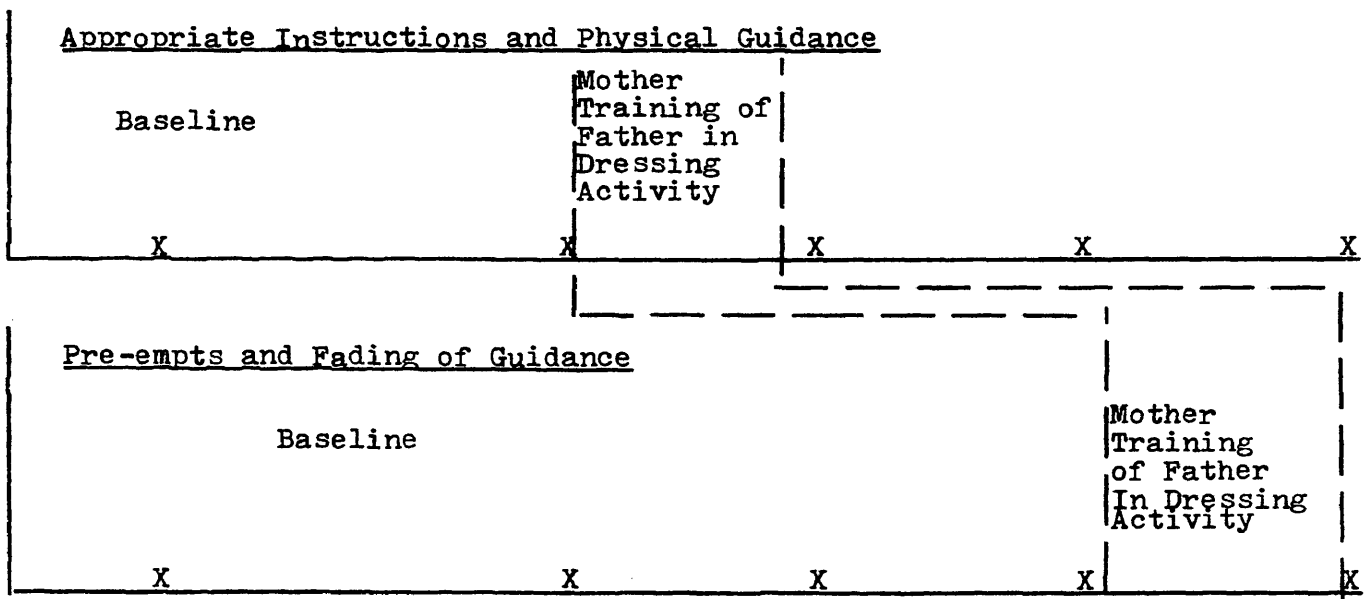 Appropriate Instructions and Physical Guidance
Baseline
Mother
Training of
Father in
Dressing
Activity
X X X X X
Pre-empts and Fading of Guidance
Baseline
Mother
Training
of Father
In Dressing
Activity
X X X X X